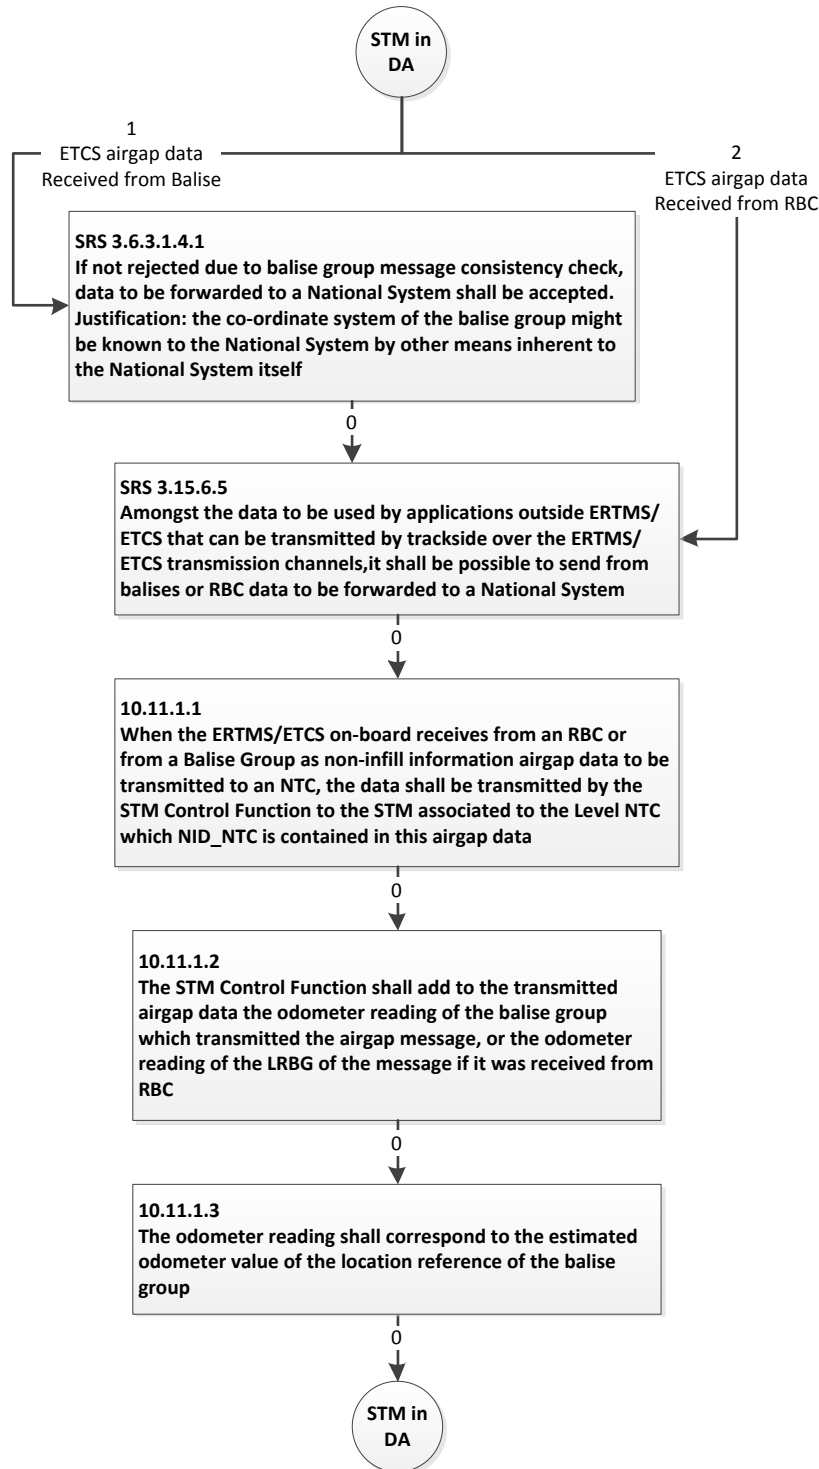 STM in
DA
1
ETCS airgap data
Received from Balise
2
ETCS airgap data
Received from RBC
SRS 3.6.3.1.4.1
If not rejected due to balise group message consistency check,
data to be forwarded to a National System shall be accepted.
Justification: the co-ordinate system of the balise group might
be known to the National System by other means inherent to
the National System itself
0
SRS 3.15.6.5
Amongst the data to be used by applications outside ERTMS/
ETCS that can be transmitted by trackside over the ERTMS/
ETCS transmission channels,it shall be possible to send from
balises or RBC data to be forwarded to a National System
0
10.11.1.1
When the ERTMS/ETCS on-board receives from an RBC or
from a Balise Group as non-infill information airgap data to be
transmitted to an NTC, the data shall be transmitted by the
STM Control Function to the STM associated to the Level NTC
which NID_NTC is contained in this airgap data
0
10.11.1.2
The STM Control Function shall add to the transmitted
airgap data the odometer reading of the balise group
which transmitted the airgap message, or the odometer
reading of the LRBG of the message if it was received from
RBC
0
10.11.1.3
The odometer reading shall correspond to the estimated
odometer value of the location reference of the balise
group
0
STM in
DA